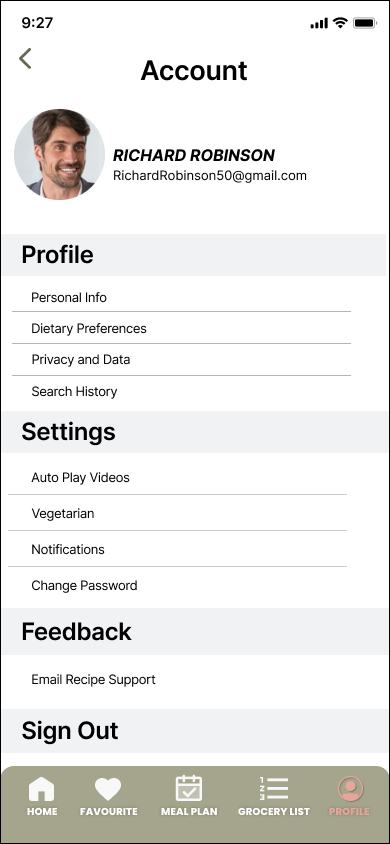 9:27
Account
RICHARD ROBINSON
RichardRobinson50@gmail.com
Profile
Personal Info
Dietary Preferences
Privacy and Data
Search History
Settings
Auto Play Videos
Vegetarian
Notifications
Change Password
Feedback
Email Recipe Support
Sign Out
HOME FAVOURITE MEAL PLAN GROCERY LIST PROFILE